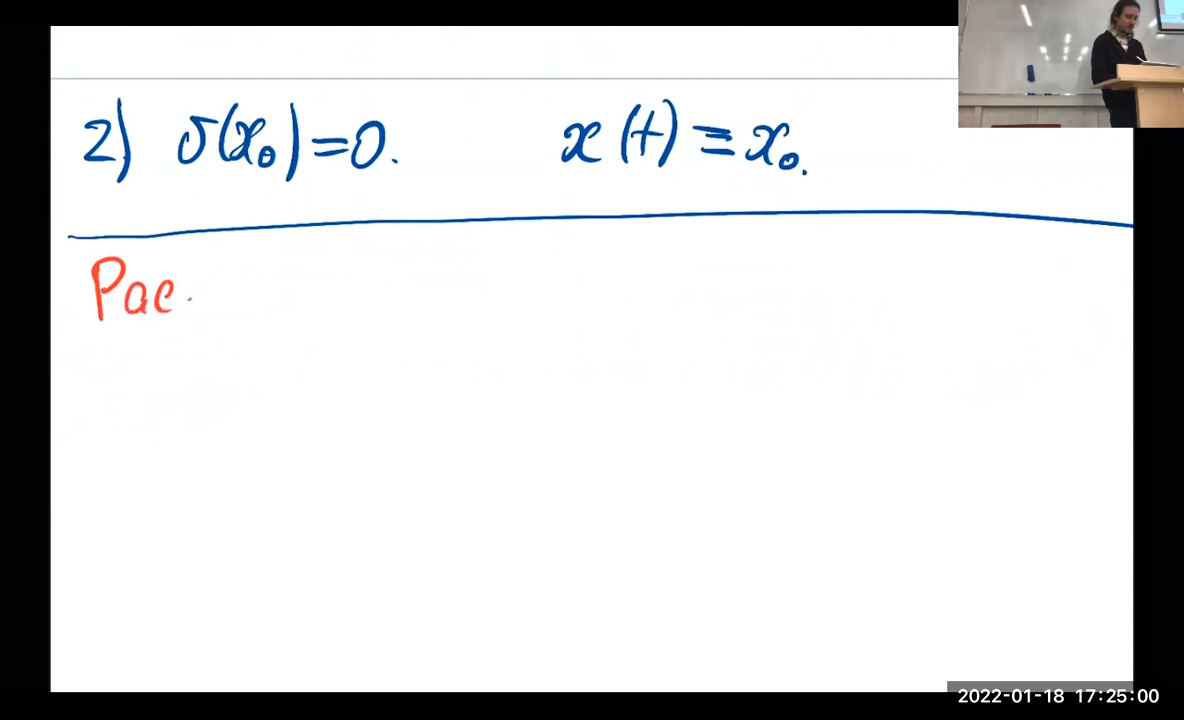 2) v(x₀)=0. x(t) ≡ x₀.
Рас.
2022-01-18 17:25:00